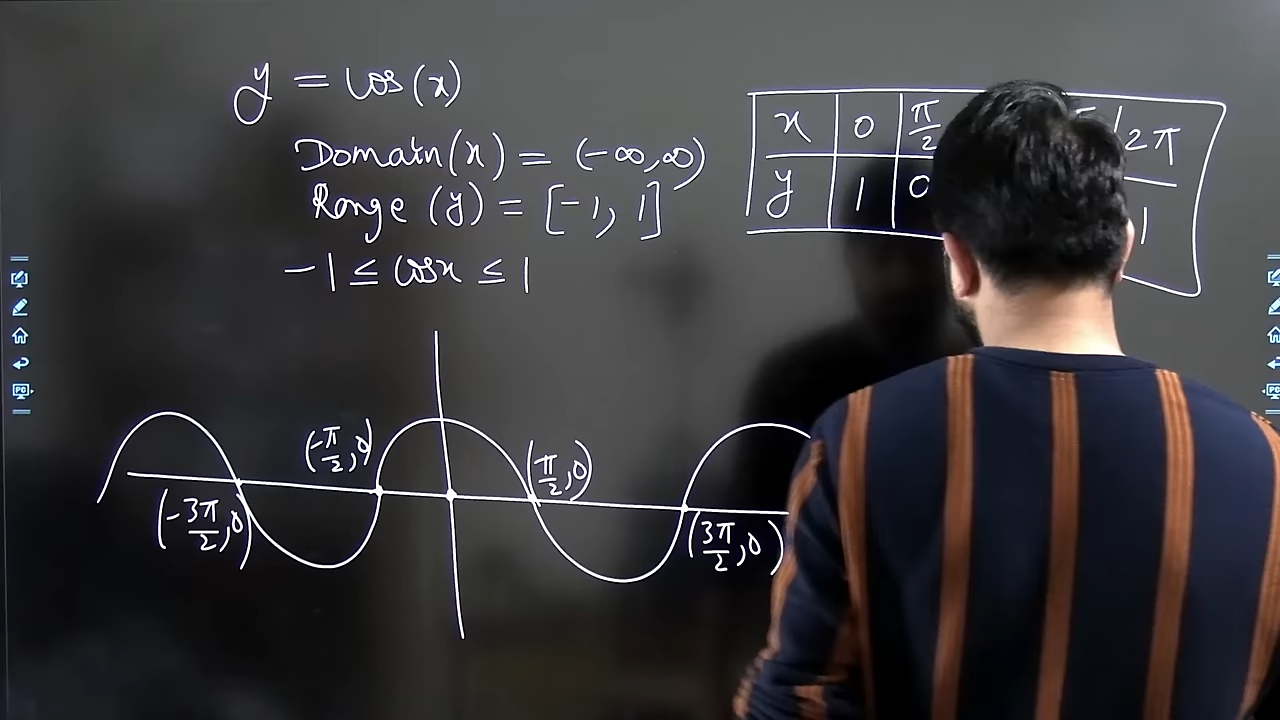 y = cos(x)
Domain(x) = (-∞,∞)
Range (y) = [-1, 1]
-1 ≤ cosx ≤ 1
x 0 π/2 2π
y 1 0 1
(-π/2,0)
(π/2,0)
(-3π/2,0)
(3π/2,0)
PC